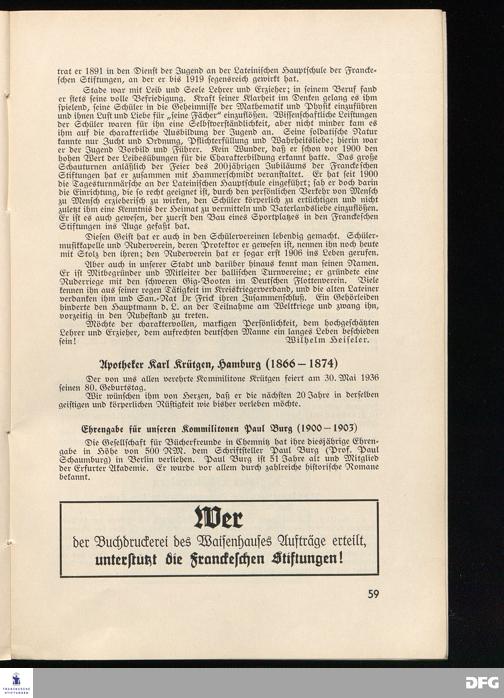 trat er 1891 in den Dienst der Jugend an der Lateinischen Hauptschule der Francke-
schen Stiftungen, an der er bis 1919 segensreich gewirkt hat.
Stade war mit Leib und Seele Lehrer und Erzieher; in seinem Beruf fand
er stets seine volle Befriedigung. Kraft seiner Klarheit im Denken gelang es ihm
spielend, seine Schüler in die Geheimnisse der Mathematik und Physik einzuführen
und ihnen Lust und Liebe für „seine Fächer“ einzuflößen. Wissenschaftliche Leistungen
der Schüler waren für ihn eine Selbstverständlichkeit, aber nicht minder kam es
ihm auf die charakterliche Ausbildung der Jugend an. Seine soldatische Natur
kannte nur Zucht und Ordnung, Pflichterfüllung und Wahrheitsliebe; hierin war
er der Jugend Vorbild und Führer. Kein Wunder, daß er schon vor 1900 den
hohen Wert der Leibesübungen für die Charakterbildung erkannt hatte. Das große
Schauturnen anläßlich der Feier des 200jährigen Jubiläums der Franckeschen
Stiftungen hat er zusammen mit Hammerschmidt veranstaltet. Er hat seit 1900
die Tagesturnmärsche an der Lateinischen Hauptschule eingeführt; sah er doch darin
die Einrichtung, die so recht geeignet ist, durch den persönlichen Verkehr von Mensch
zu Mensch erzieherisch zu wirken, den Schüler körperlich zu ertüchtigen und nicht
zuletzt ihm eine Kenntnis der Heimat zu vermitteln und Vaterlandsliebe einzuflößen.
Er ist es auch gewesen, der zuerst den Bau eines Sportplatzes in den Franckeschen
Stiftungen ins Auge gefaßt hat.
Diesen Geist hat er auch in den Schülervereinen lebendig gemacht. Schüler-
musikkapelle und Ruderverein, deren Protektor er gewesen ist, nennen ihn noch heute
mit Stolz den ihren; den Ruderverein hat er sogar erst 1906 ins Leben gerufen.
Aber auch in unserer Stadt und darüber hinaus kennt man seinen Namen.
Er ist Mitbegründer und Mitleiter der hallischen Turnvereine; er gründete eine
Ruderriege mit den schweren Gig-Booten im Deutschen Flottenverein. Viele
kennen ihn aus seiner regen Tätigkeit im Kreiskriegerverband, und die alten Lateiner
verdanken ihm und San.-Rat Dr. Frick ihren Zusammenschluß. Ein Gehörleiden
hinderte den Hauptmann d. L. an der Teilnahme am Weltkriege und zwang ihn,
vorzeitig in den Ruhestand zu treten.
Möchte der charaktervollen, markigen Persönlichkeit, dem hochgeschätzten
Lehrer und Erzieher, dem aufrechten deutschen Manne ein langes Leben beschieden
sein! Wilhelm Heiseler.
Apotheker Karl Krütgen, Hamburg (1866—1874)
Der von uns allen verehrte Kommilitone Krütgen feiert am 30. Mai 1936
seinen 80. Geburtstag.
Wir wünschen ihm von Herzen, daß er die nächsten 20 Jahre in derselben
geistigen und körperlichen Rüstigkeit wie bisher verleben möchte.
Ehrengabe für unseren Kommilitonen Paul Burg (1900—1903)
Die Gesellschaft für Bücherfreunde in Chemnitz hat ihre diesjährige Ehren-
gabe in Höhe von 500 RM. dem Schriftsteller Paul Burg (Prof. Paul
Schaumburg) in Berlin verliehen. Paul Burg ist 51 Jahre alt und Mitglied
der Erfurter Akademie. Er wurde vor allem durch zahlreiche historische Romane
bekannt.
Wer
der Buchdruckerei des Waisenhauses Aufträge erteilt,
unterstützt die Franckeschen Stiftungen!
59
FRANCKESCHE
STIFTUNGEN
DFG